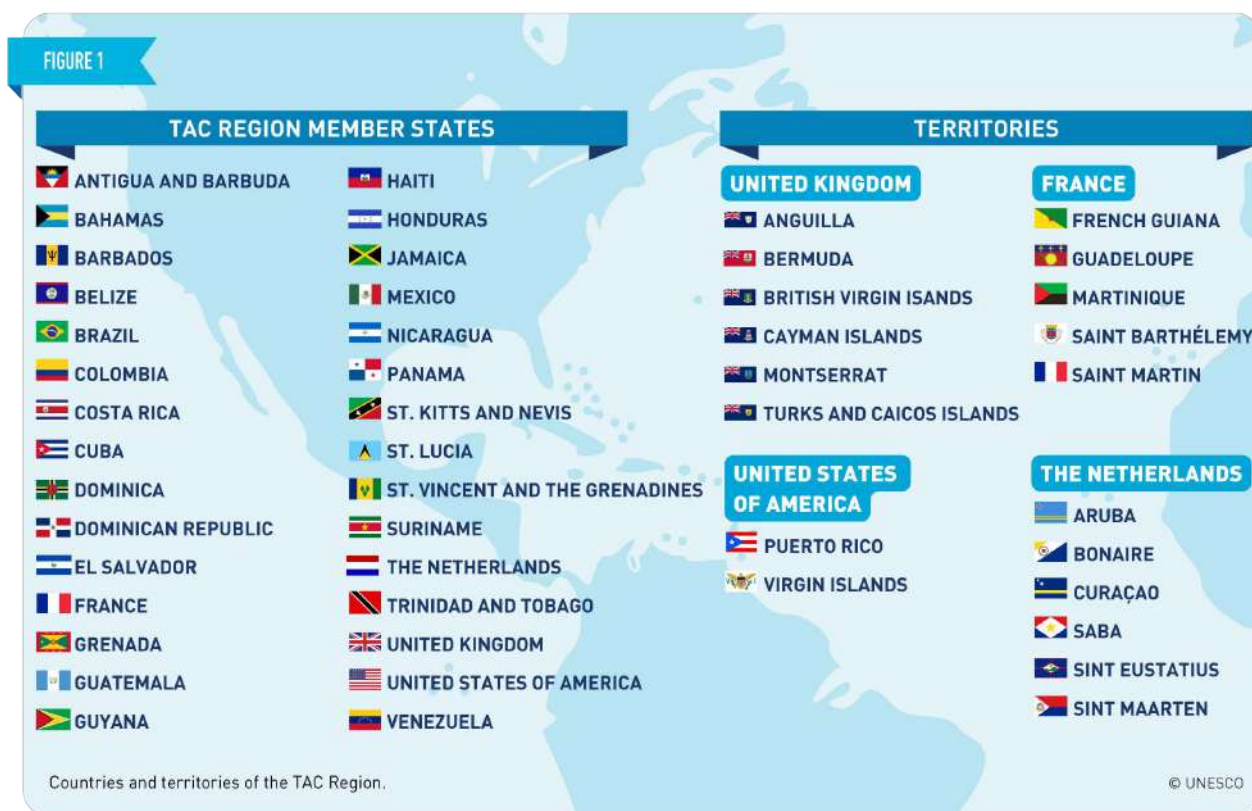 FIGURE 1
TAC REGION MEMBER STATES
ANTIGUA AND BARBUDA
BAHAMAS
BARBADOS
BELIZE
BRAZIL
COLOMBIA
COSTA RICA
CUBA
DOMINICA
DOMINICAN REPUBLIC
EL SALVADOR
FRANCE
GRENADA
GUATEMALA
GUYANA
HAITI
HONDURAS
JAMAICA
MEXICO
NICARAGUA
PANAMA
ST. KITTS AND NEVIS
ST. LUCIA
ST. VINCENT AND THE GRENADINES
SURINAME
THE NETHERLANDS
TRINIDAD AND TOBAGO
UNITED KINGDOM
UNITED STATES OF AMERICA
VENEZUELA
TERRITORIES
UNITED KINGDOM
ANGUILLA
BERMUDA
BRITISH VIRGIN ISANDS
CAYMAN ISLANDS
MONTSERRAT
TURKS AND CAICOS ISLANDS
UNITED STATES
OF AMERICA
PUERTO RICO
VIRGIN ISLANDS
FRANCE
FRENCH GUIANA
GUADELOUPE
MARTINIQUE
SAINT BARTHÉLEMY
SAINT MARTIN
THE NETHERLANDS
ARUBA
BONAIRE
CURAÇAO
SABA
SINT EUSTATIUS
SINT MAARTEN
Countries and territories of the TAC Region.
© UNESCO